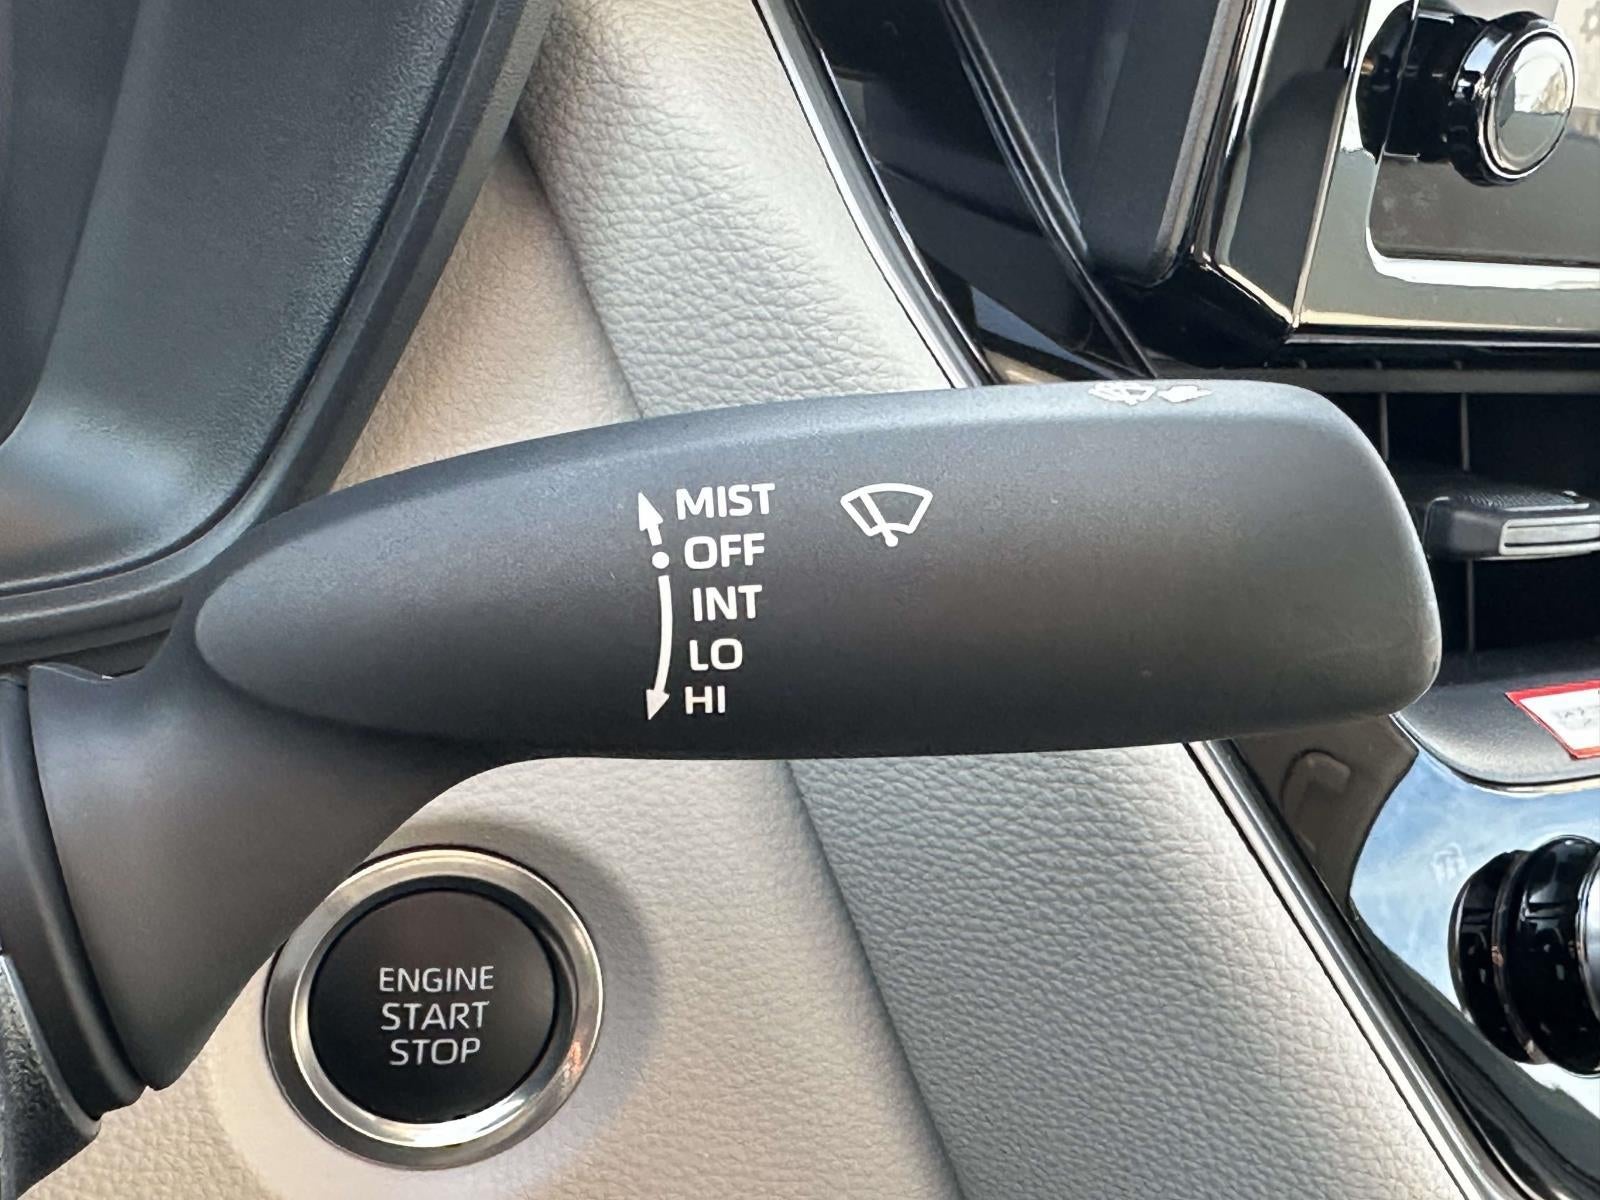 MIST
OFF
INT
LO
HI
ENGINE
START
STOP